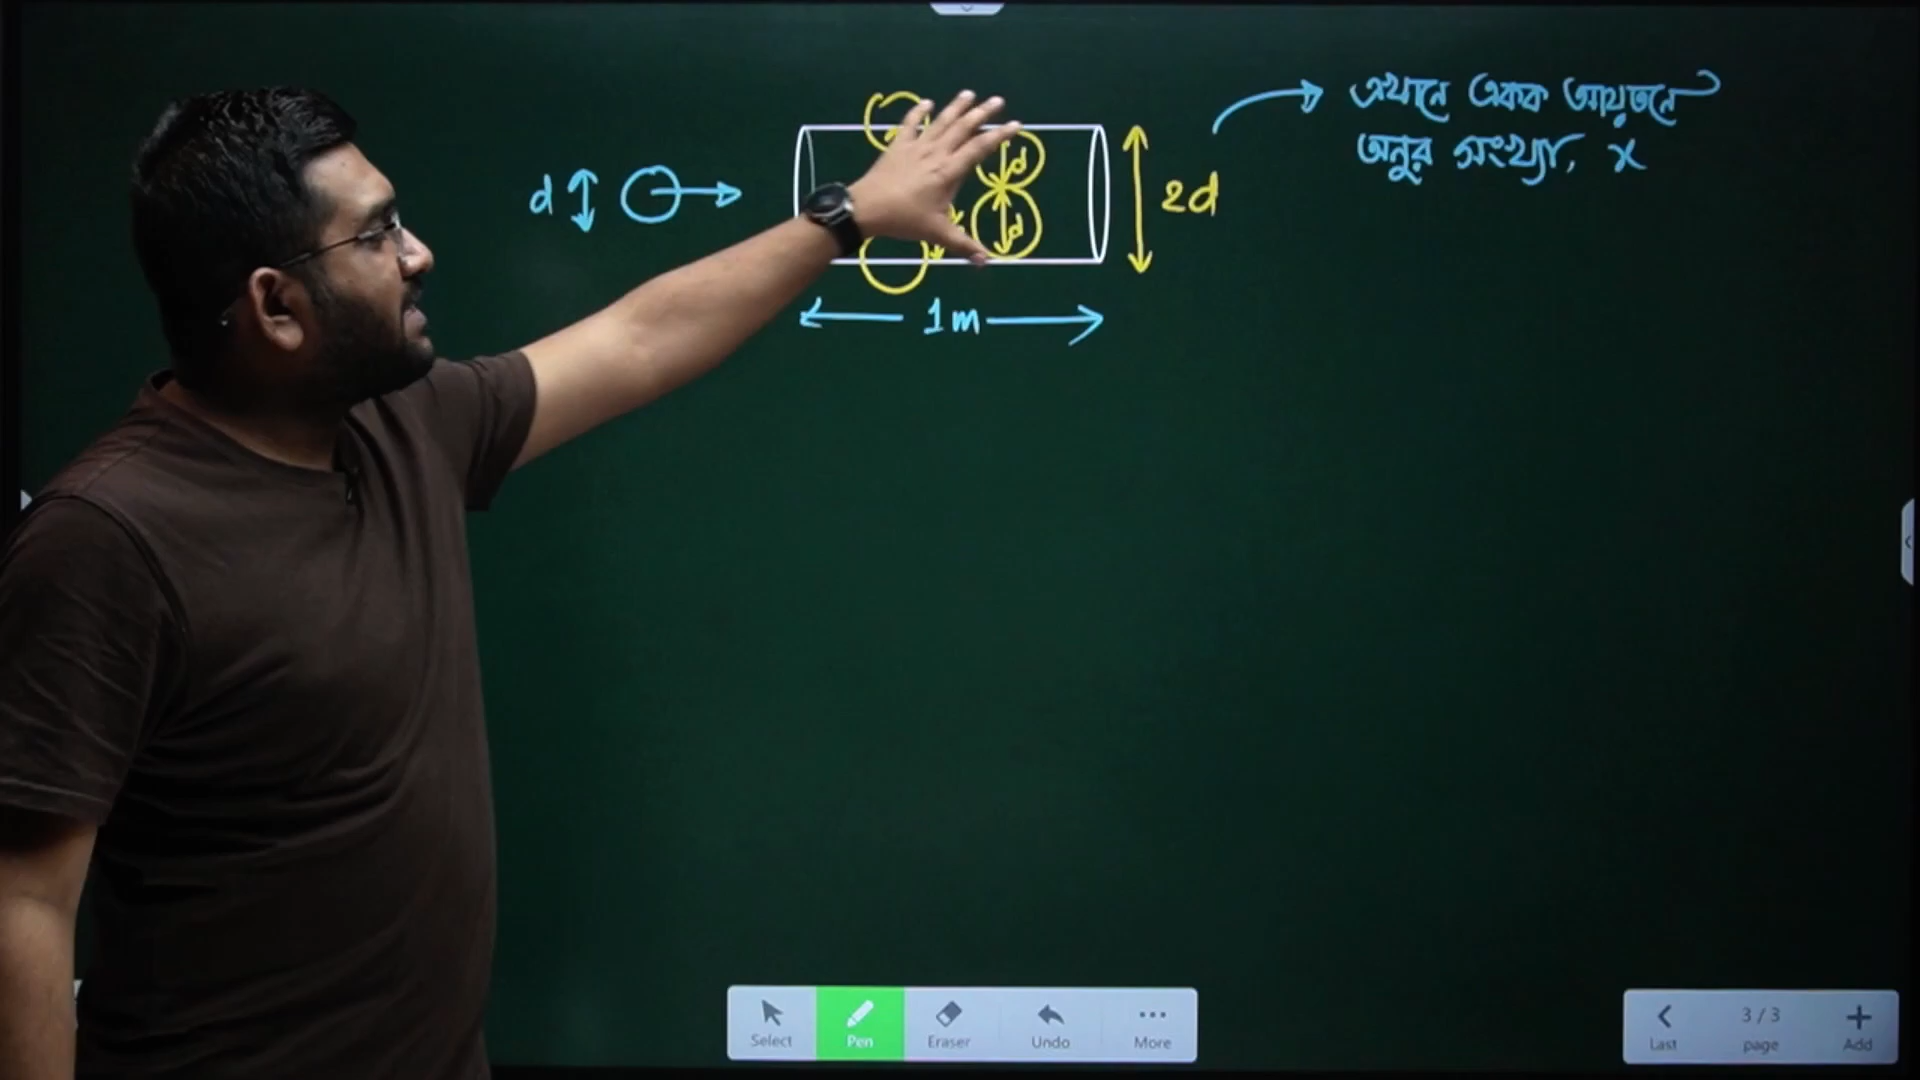 এখানে একক আয়তনে
অনুর সংখ্যা, x
d
d
d
2d
1m
Select
Pen
Eraser
Undo
More
Last
3 / 3
page
Add